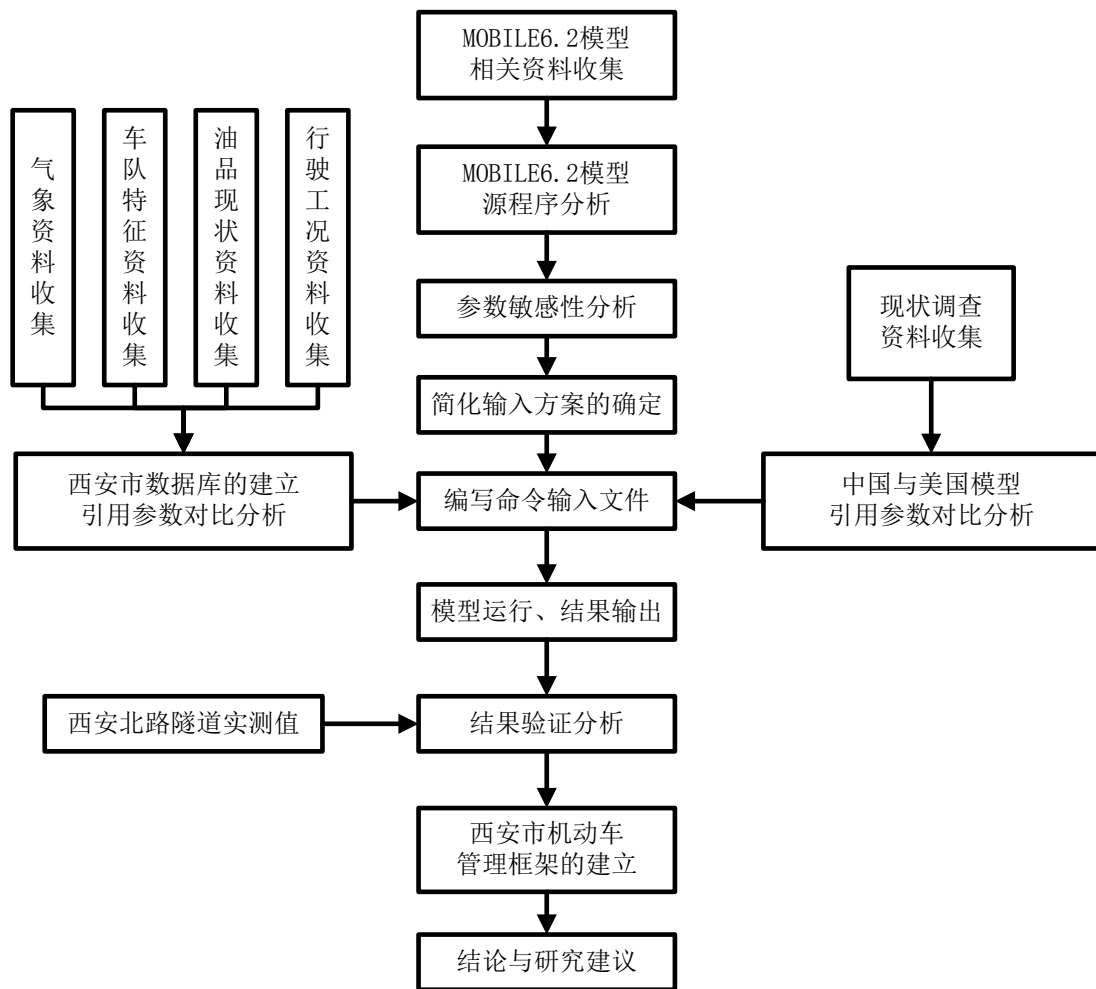 MOBILE6.2模型
相关资料收集
气象资料收集
车队特征资料收集
油品现状资料收集
行驶工况资料收集
MOBILE6.2模型
源程序分析
参数敏感性分析
现状调查
资料收集
简化输入方案的确定
西安市数据库的建立
引用参数对比分析
编写命令输入文件
中国与美国模型
引用参数对比分析
模型运行、结果输出
西安北路隧道实测值
结果验证分析
西安市机动车
管理框架的建立
结论与研究建议